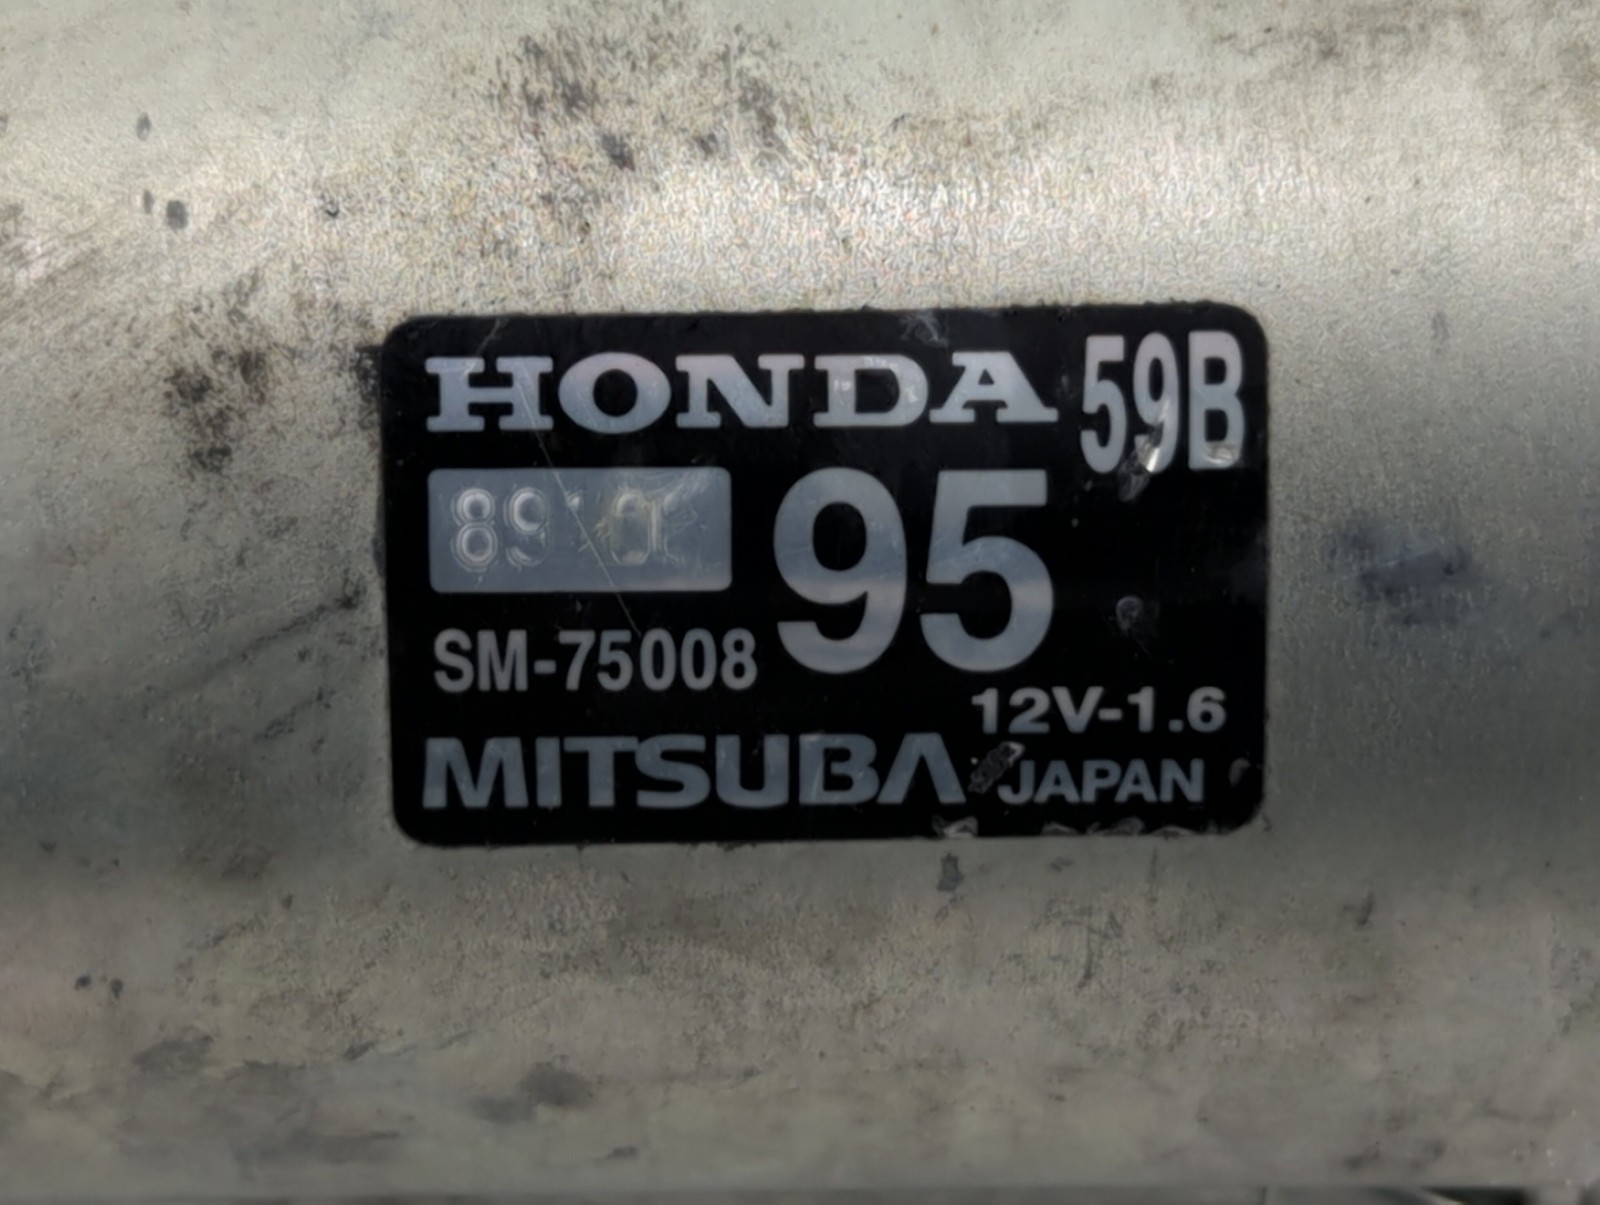 HONDA 59B
95
SM-75008
12V-1.6
MITSUBA JAPAN